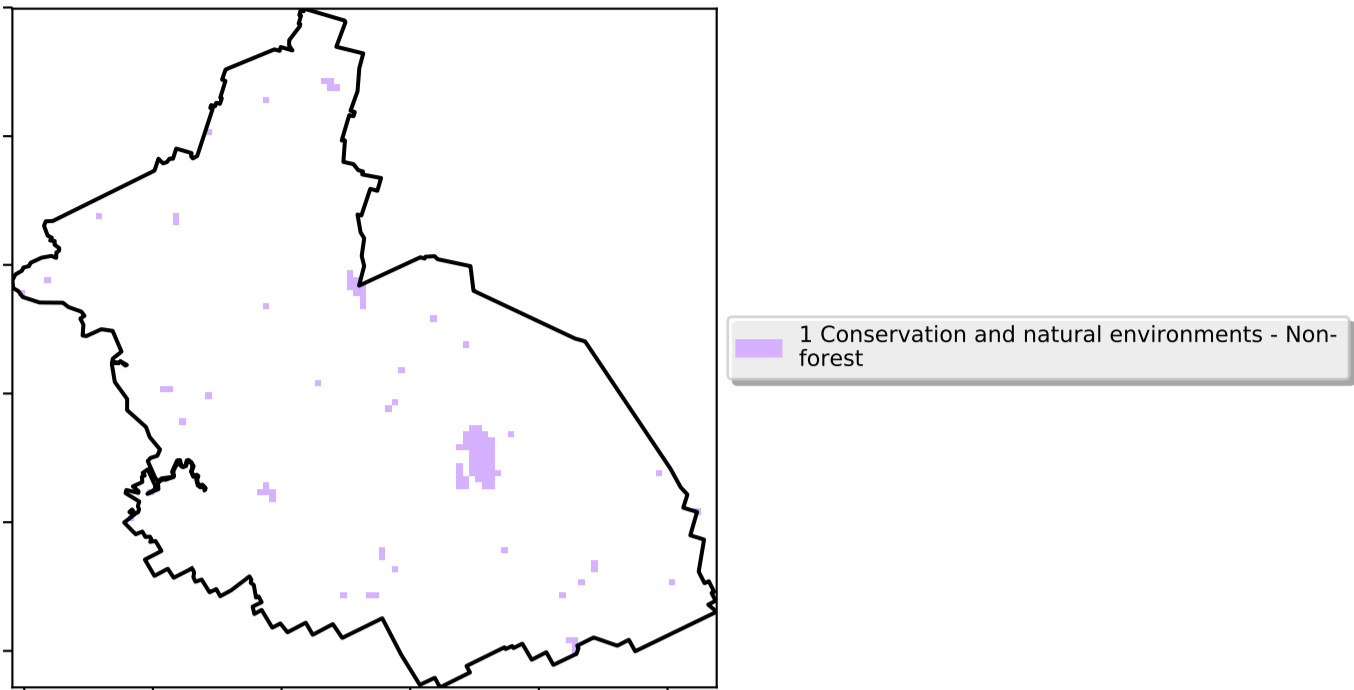 1 Conservation and natural environments - Non-
forest